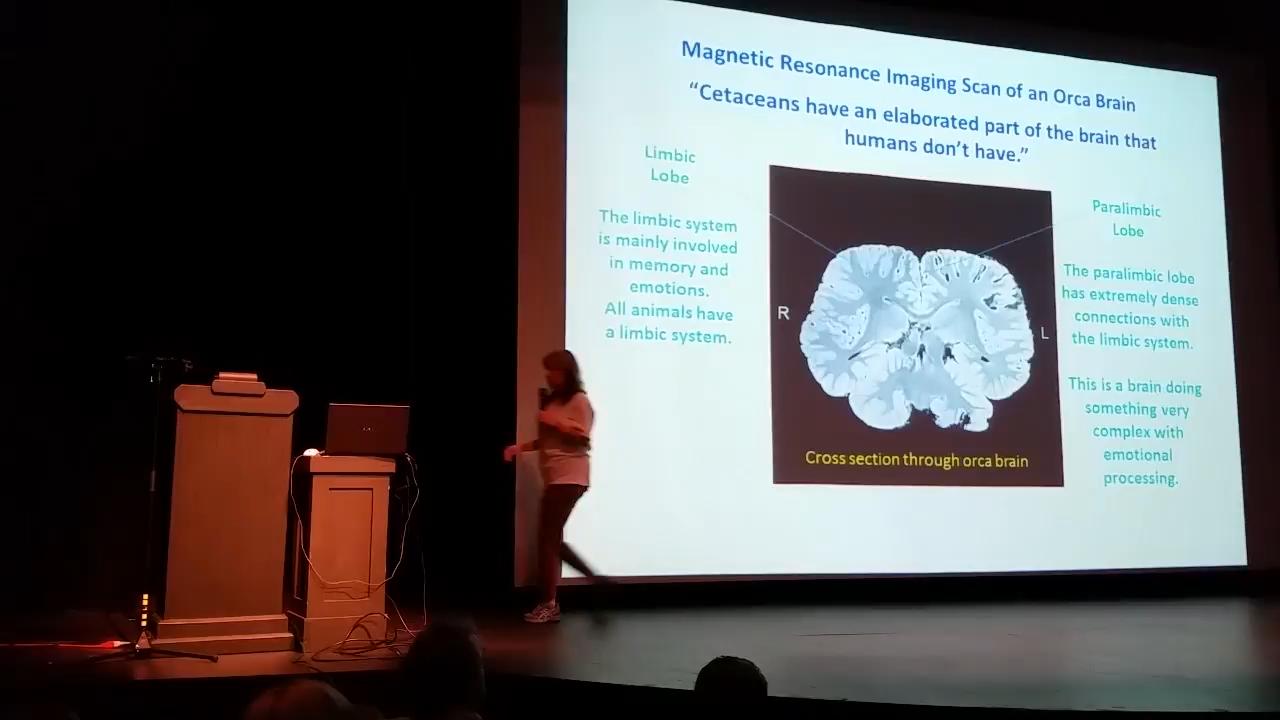 Magnetic Resonance Imaging Scan of an Orca Brain
“Cetaceans have an elaborated part of the brain that
humans don’t have.”
Limbic
Lobe
The limbic system
is mainly involved
in memory and
emotions.
All animals have
a limbic system.
R
L
Cross section through orca brain
Paralimbic
Lobe
The paralimbic lobe
has extremely dense
connections with
the limbic system.
This is a brain doing
something very
complex with
emotional
processing.